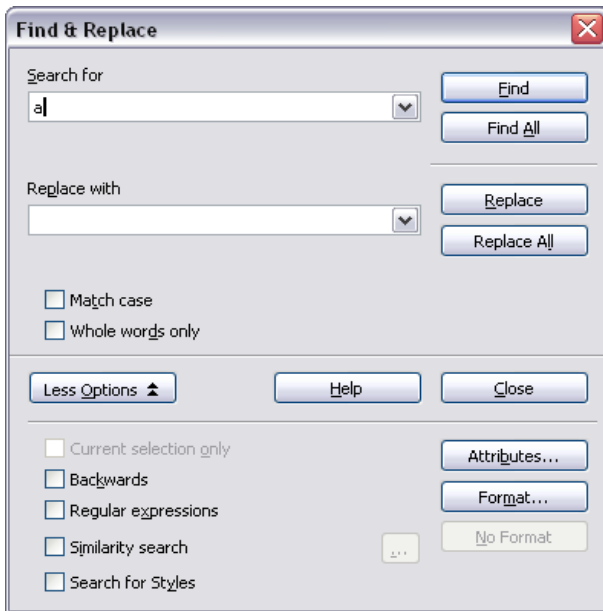 Find & Replace
Search for
Find
a
Find All
Replace with
Replace
Replace All
Match case
Whole words only
Less Options
Help
Close
Current selection only
Attributes...
Backwards
Format...
Regular expressions
No Format
Similarity search
...
Search for Styles